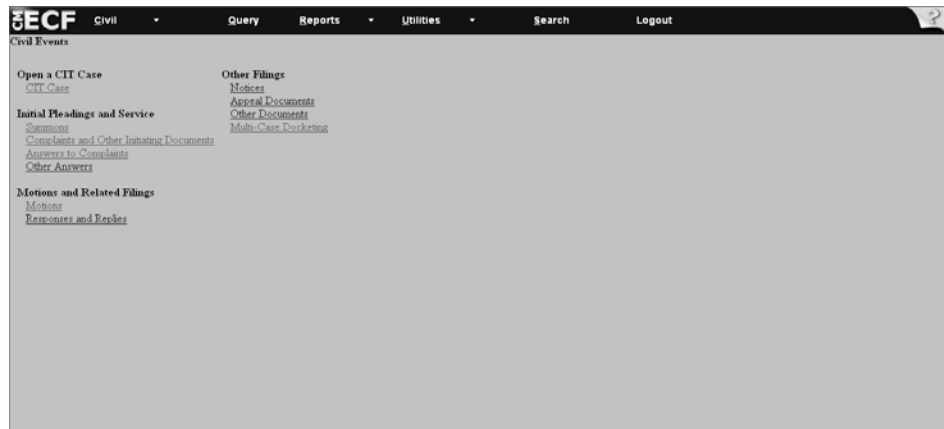 CM ECF Civil Query Reports Utilities Search Logout ?
Civil Events
Open a CIT Case
CIT Case
Initial Pleadings and Service
Summons
Complaints and Other Initiating Documents
Answers to Complaints
Other Answers
Motions and Related Filings
Motions
Responses and Replies
Other Filings
Notices
Appeal Documents
Other Documents
Multi-Case Docketing